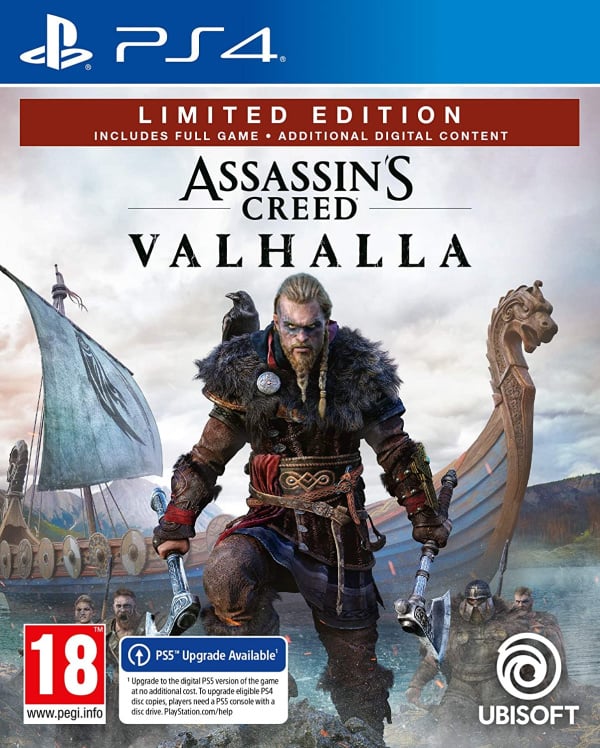 PS4
LIMITED EDITION
INCLUDES FULL GAME • ADDITIONAL DIGITAL CONTENT
ASSASSIN'S
CREED
VALHALLA
18™
www.pegi.info
PS5™ Upgrade Available¹
¹ Upgrade to the digital PS5 version of the game
at no additional cost. To upgrade eligible PS4
disc copies, players need a PS5 console with a
disc drive. PlayStation.com/help
UBISOFT